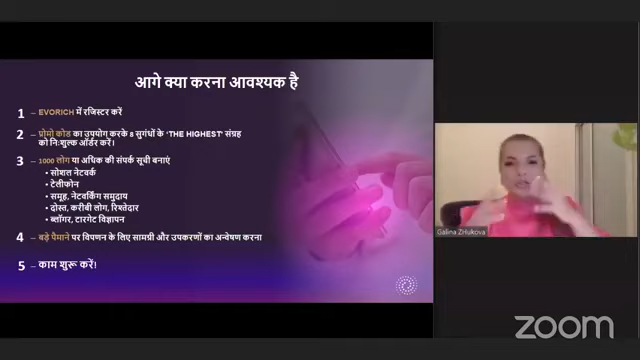 आगे क्या करना आवश्यक है
1 – EVORICH में रजिस्टर करें
2 – प्रोमो कोड का उपयोग करके 8 सुगंधों के 'THE HIGHEST' संग्रह
को निःशुल्क ऑर्डर करें।
3 – 1000 लोग या अधिक की संपर्क सूची बनाएं
• सोशल नेटवर्क
• टेलीफोन
• समूह, नेटवर्किंग समुदाय
• दोस्त, करीबी लोग, रिश्तेदार
• ब्लॉगर, टारगेट विज्ञापन
4 – बड़े पैमाने पर विपणन के लिए सामग्री और उपकरणों का अन्वेषण करना
5 – काम शुरू करें!
Galina ZHukova
zoom